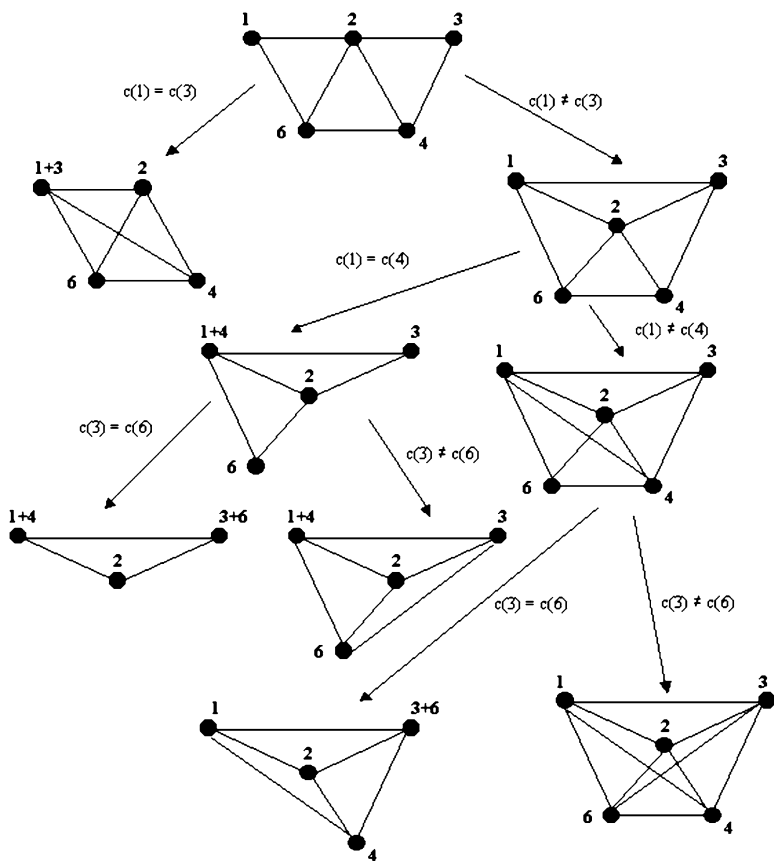 1 2 3
6 4
c(1) = c(3)
c(1) ≠ c(3)
1+3 2
6 4
1 3
2
6 4
c(1) = c(4)
c(1) ≠ c(4)
1+4 3
2
6
1 3
2
6 4
c(3) = c(6)
c(3) ≠ c(6)
1+4 3+6
2
1+4 3
2
6
c(3) = c(6)
c(3) ≠ c(6)
1 3+6
2
4
1 3
2
6 4